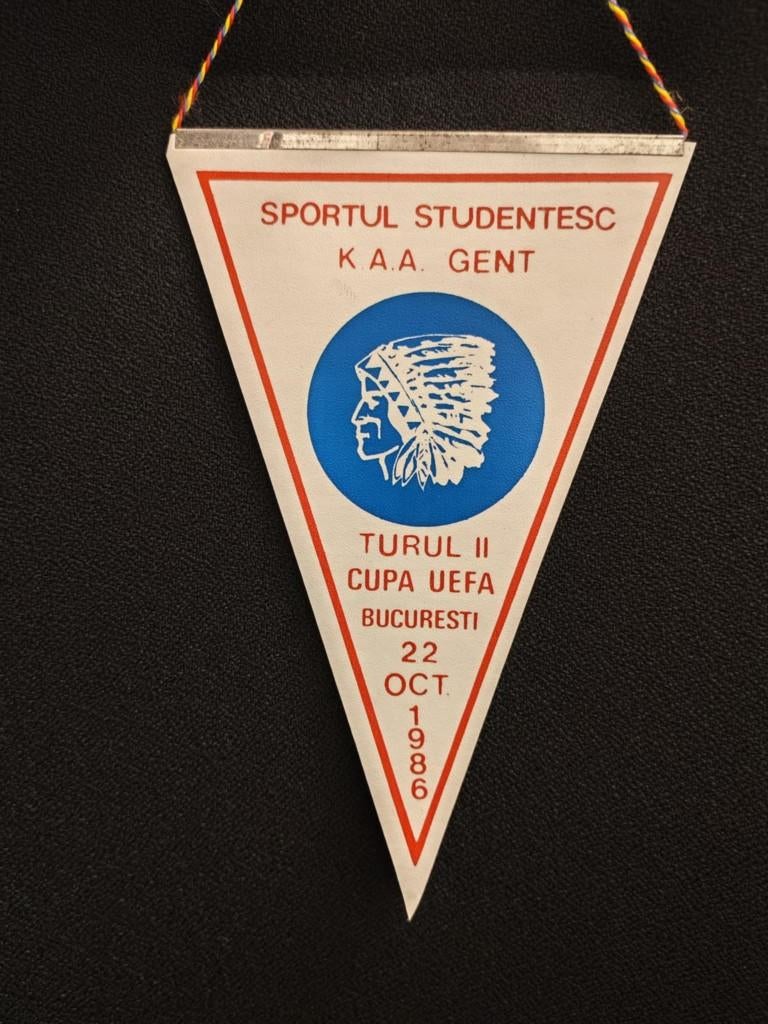 SPORTUL STUDENTESC
K.A.A. GENT
TURUL II
CUPA UEFA
BUCURESTI
22
OCT.
1
9
8
6